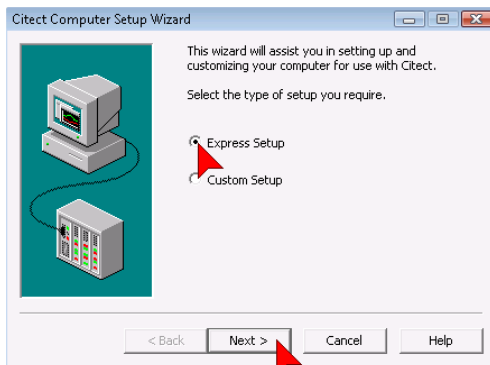 Citect Computer Setup Wizard
This wizard will assist you in setting up and
customizing your computer for use with Citect.
Select the type of setup you require.
Express Setup
Custom Setup
< Back
Next >
Cancel
Help